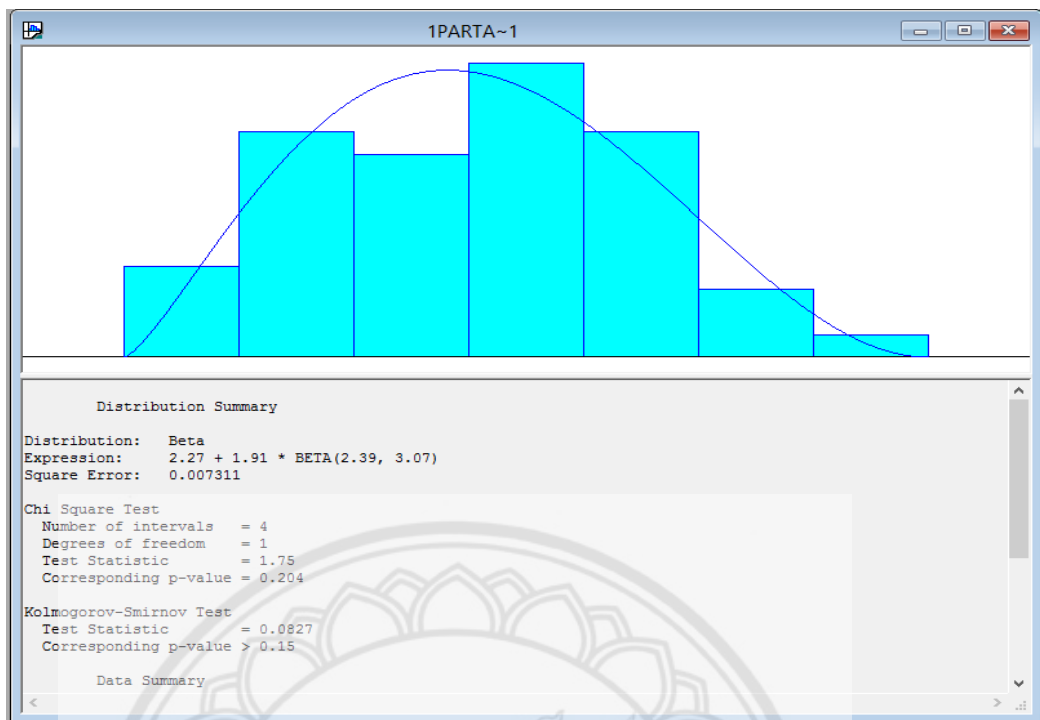 1PARTA~1
Distribution Summary
Distribution: Beta
Expression: 2.27 + 1.91 * BETA(2.39, 3.07)
Square Error: 0.007311
Chi Square Test
Number of intervals = 4
Degrees of freedom = 1
Test Statistic = 1.75
Corresponding p-value = 0.204
Kolmogorov-Smirnov Test
Test Statistic = 0.0827
Corresponding p-value > 0.15
Data Summary